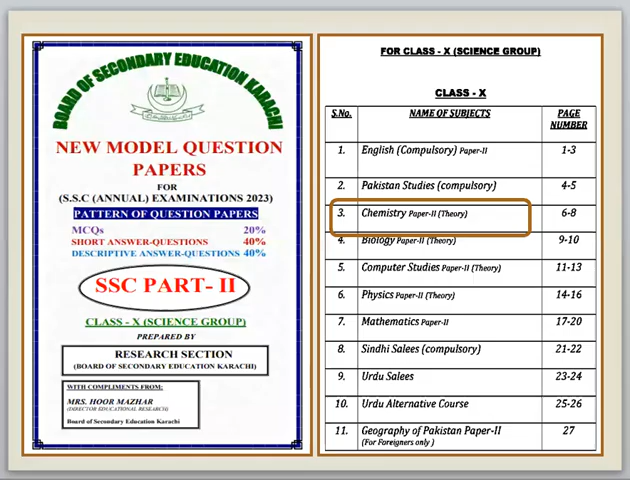 BOARD OF SECONDARY EDUCATION KARACHI
NEW MODEL QUESTION
PAPERS
FOR
(S.S.C (ANNUAL) EXAMINATIONS 2023)
PATTERN OF QUESTION PAPERS
MCQs 20%
SHORT ANSWER-QUESTIONS 40%
DESCRIPTIVE ANSWER-QUESTIONS 40%
SSC PART- II
CLASS - X (SCIENCE GROUP)
PREPARED BY
RESEARCH SECTION
(BOARD OF SECONDARY EDUCATION KARACHI)
WITH COMPLIMENTS FROM:
MRS. HOOR MAZHAR
(DIRECTOR EDUCATIONAL RESEARCH)
Board of Secondary Education Karachi
FOR CLASS - X (SCIENCE GROUP)
CLASS - X
S.No. NAME OF SUBJECTS PAGE NUMBER
1. English (Compulsory) Paper-II 1-3
2. Pakistan Studies (compulsory) 4-5
3. Chemistry Paper-II (Theory) 6-8
4. Biology Paper-II (Theory) 9-10
5. Computer Studies Paper-II (Theory) 11-13
6. Physics Paper-II (Theory) 14-16
7. Mathematics Paper-II 17-20
8. Sindhi Salees (compulsory) 21-22
9. Urdu Salees 23-24
10. Urdu Alternative Course 25-26
11. Geography of Pakistan Paper-II 27
(For Foreigners only )